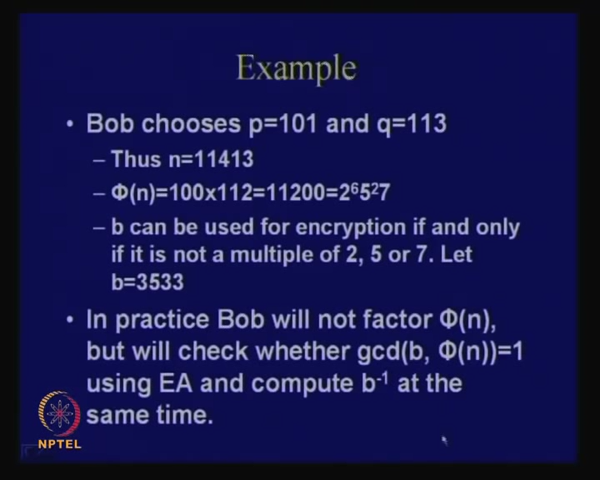 Example
• Bob chooses p=101 and q=113
– Thus n=11413
– Φ(n)=100x112=11200=2⁶5²7
– b can be used for encryption if and only
if it is not a multiple of 2, 5 or 7. Let
b=3533
• In practice Bob will not factor Φ(n),
but will check whether gcd(b, Φ(n))=1
using EA and compute b⁻¹ at the
same time.
NPTEL